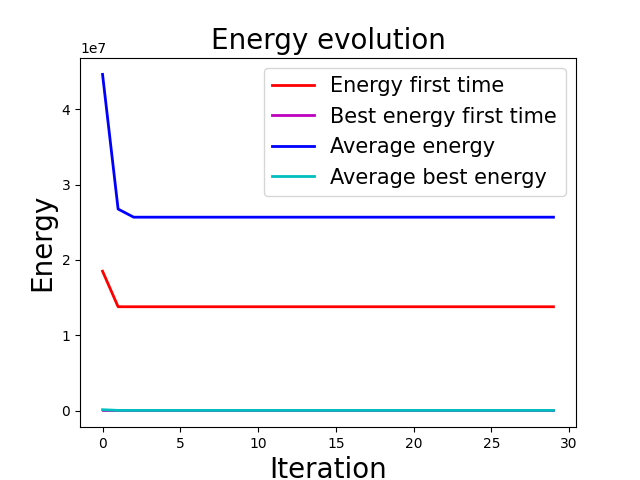 Energy evolution
1e7
Energy first time
Best energy first time
Average energy
Average best energy
Energy
4
3
2
1
0
0 5 10 15 20 25 30
Iteration